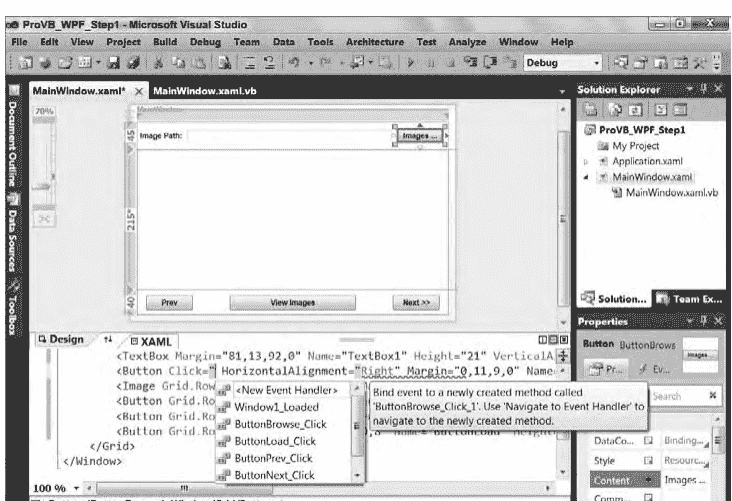 ProVB_WPF_Step1 - Microsoft Visual Studio
File Edit View Project Build Debug Team Data Tools Architecture Test Analyze Window Help
Debug
MainWindow.xaml* MainWindow.xaml.vb
Document Outline
Data Sources
Toolbox
70%
MainWindow
45
Image Path:
Images ...
215*
40
Prev
View Images
Next >>
Solution Explorer
ProVB_WPF_Step1
My Project
Application.xaml
MainWindow.xaml
MainWindow.xaml.vb
Solution... Team Ex...
Design XAML
<TextBox Margin="81,13,92,0" Name="TextBox1" Height="21" VerticalA
<Button Click=" HorizontalAlignment="Right" Margin="0,11,9,0" Name
<Image Grid.Row
<Button Grid.Ro
<Button Grid.Ro
<Button Grid.Ro
</Grid>
</Window>
<New Event Handler>
Window1_Loaded
ButtonBrowse_Click
ButtonLoad_Click
ButtonPrev_Click
ButtonNext_Click
Bind event to a newly created method called
'ButtonBrowse_Click_1'. Use 'Navigate to Event Handler' to
navigate to the newly created method.
100 %
Properties
Button ButtonBrows
Images
Pr... Ev...
Search
DataCo... Binding...
Style Resourc...
Content Images ...
Comm...